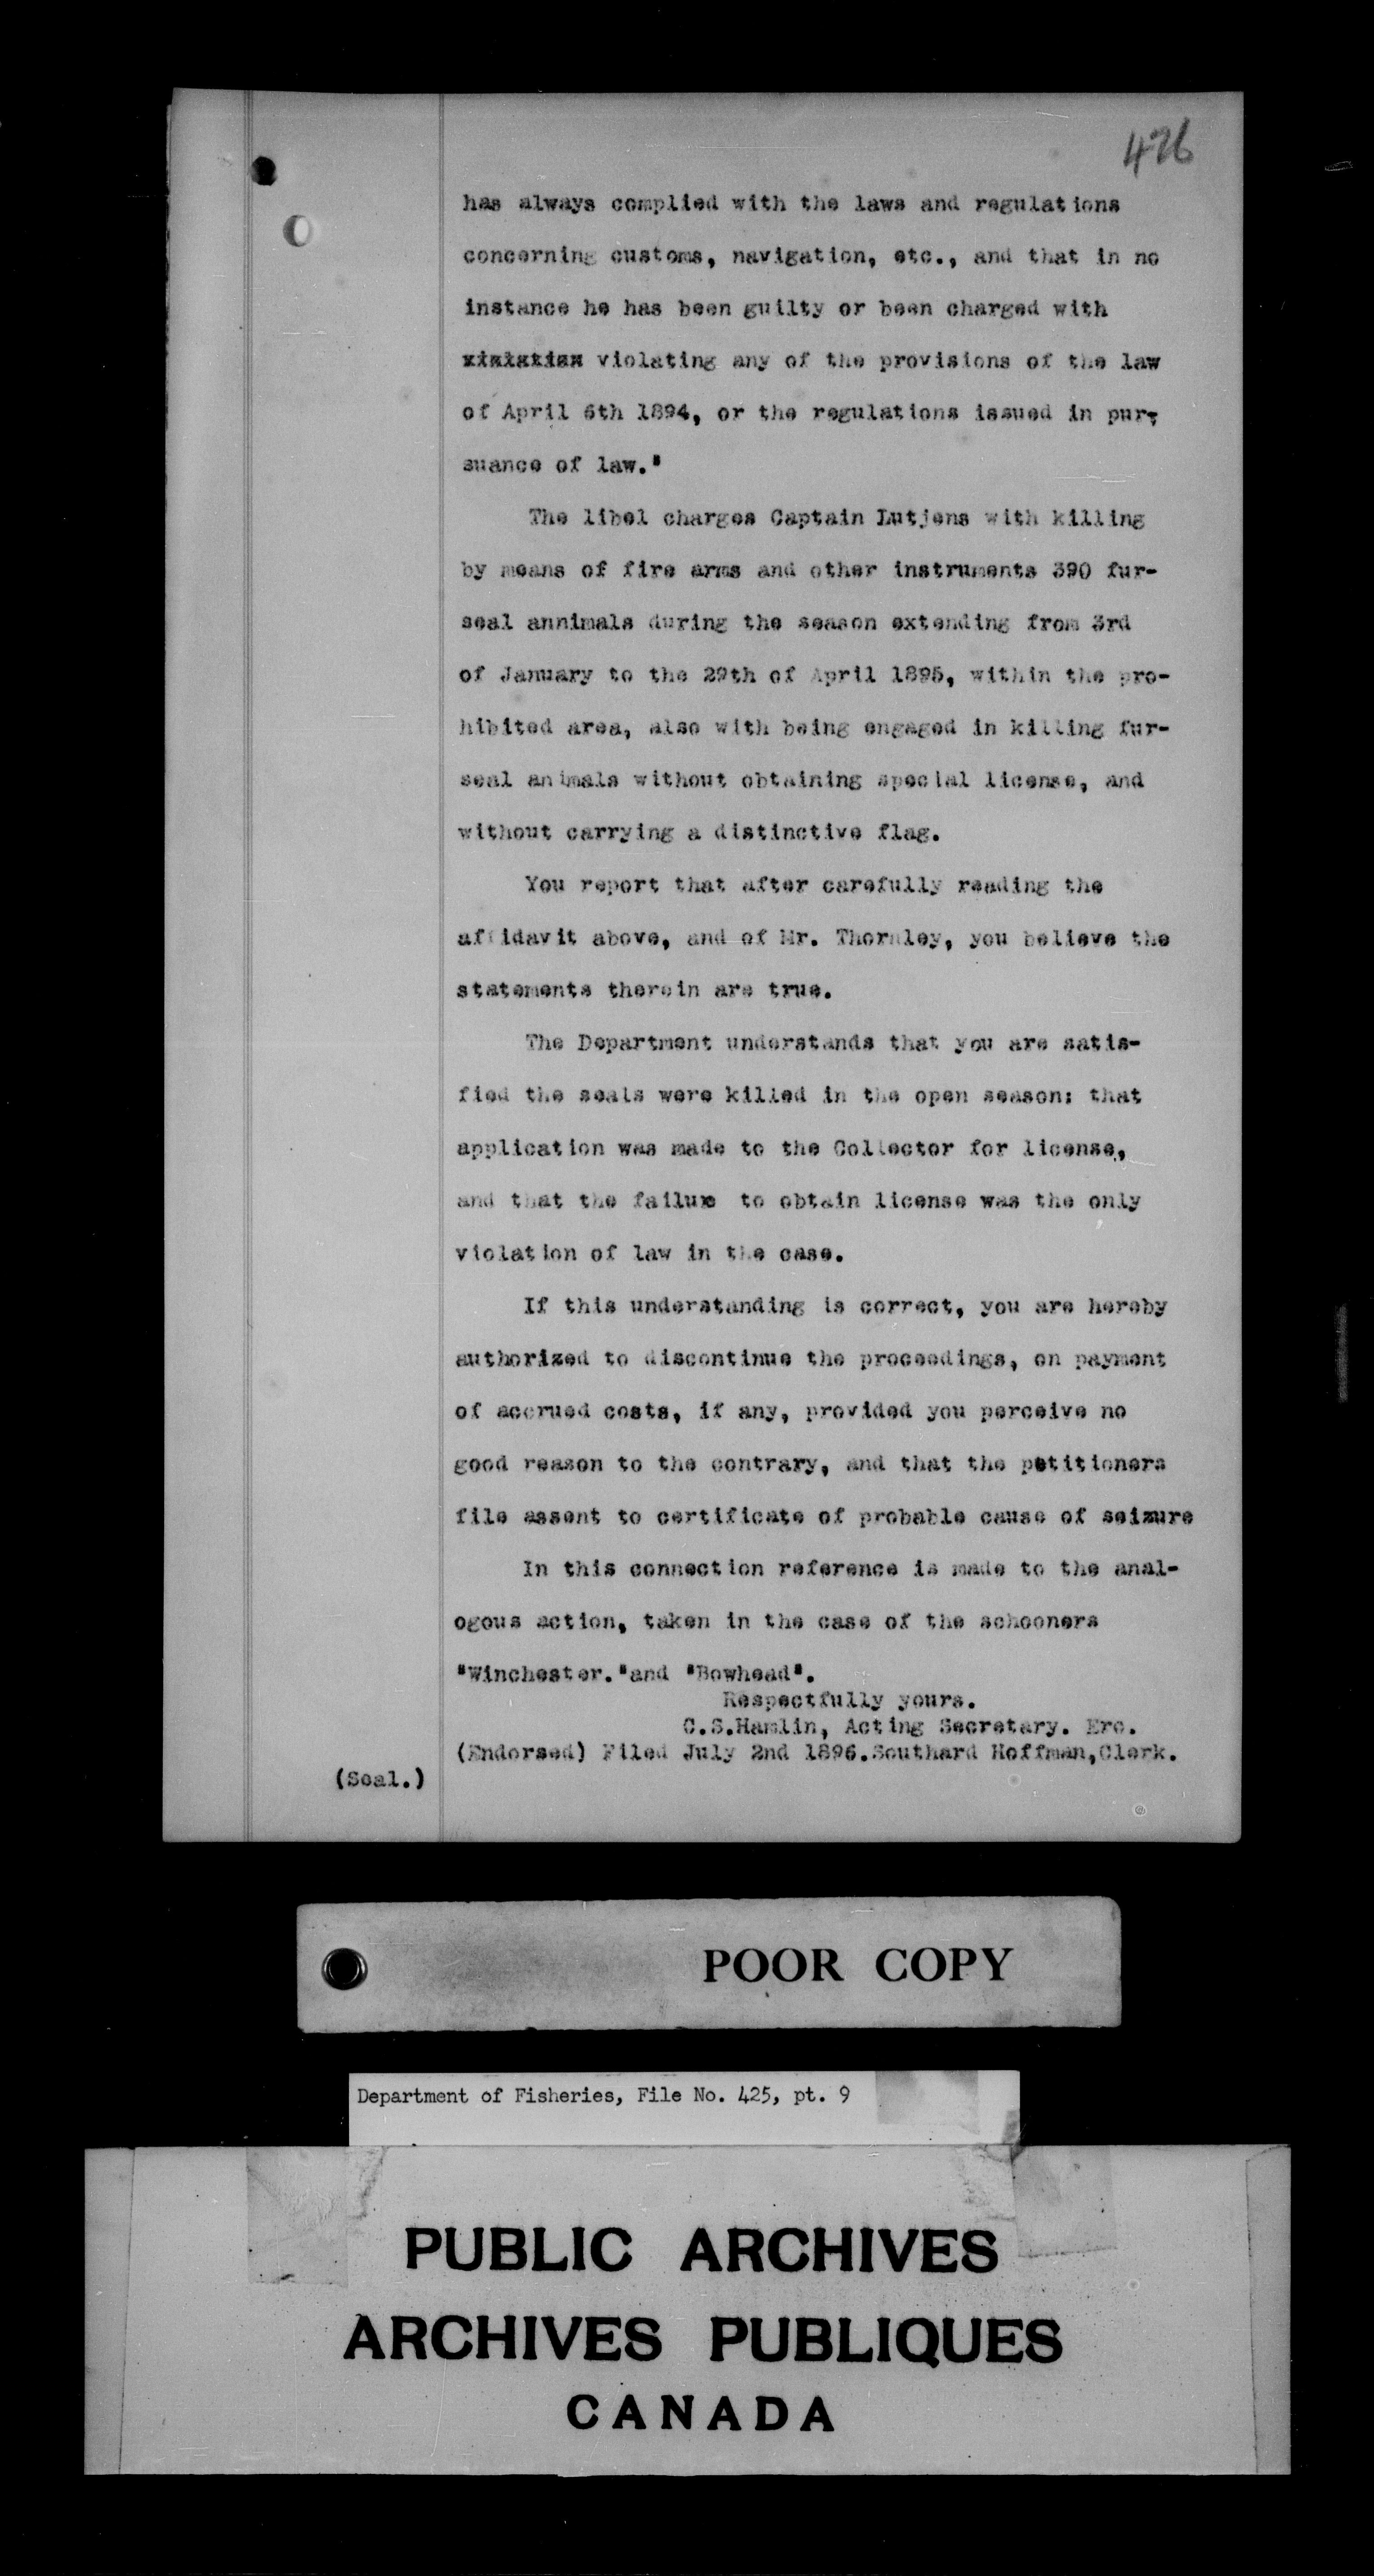 426
has always complied with the laws and regulations
concerning customs, navigation, etc., and that in no
instance he has been guilty or been charged with
violating any of the provisions of the law
of April 6th 1894, or the regulations issued in pur-
suance of law."
The libel charges Captain Lutjens with killing
by means of fire arms and other instruments 390 fur-
seal annimals during the season extending from 3rd
of January to the 29th of April 1895, within the pro-
hibited area, also with being engaged in killing fur-
seal animals without obtaining special license, and
without carrying a distinctive flag.
You report that after carefully reading the
affidavit above, and of Mr. Thornley, you believe the
statements therein are true.
The Department understands that you are satis-
fied the seals were killed in the open season: that
application was made to the Collector for license,
and that the failure to obtain license was the only
violation of law in the case.
If this understanding is correct, you are hereby
authorized to discontinue the proceedings, on payment
of accrued costs, if any, provided you perceive no
good reason to the contrary, and that the petitioners
file assent to certificate of probable cause of seizure
In this connection reference is made to the anal-
ogous action, taken in the case of the schooners
"Winchester."and "Bowhead".
Respectfully yours.
C.S.Hamlin, Acting Secretary. Erc.
(Endorsed) Filed July 2nd 1896.Southard Hoffman,Clerk.
(Seal.)
POOR COPY
Department of Fisheries, File No. 425, pt. 9
PUBLIC ARCHIVES
ARCHIVES PUBLIQUES
CANADA